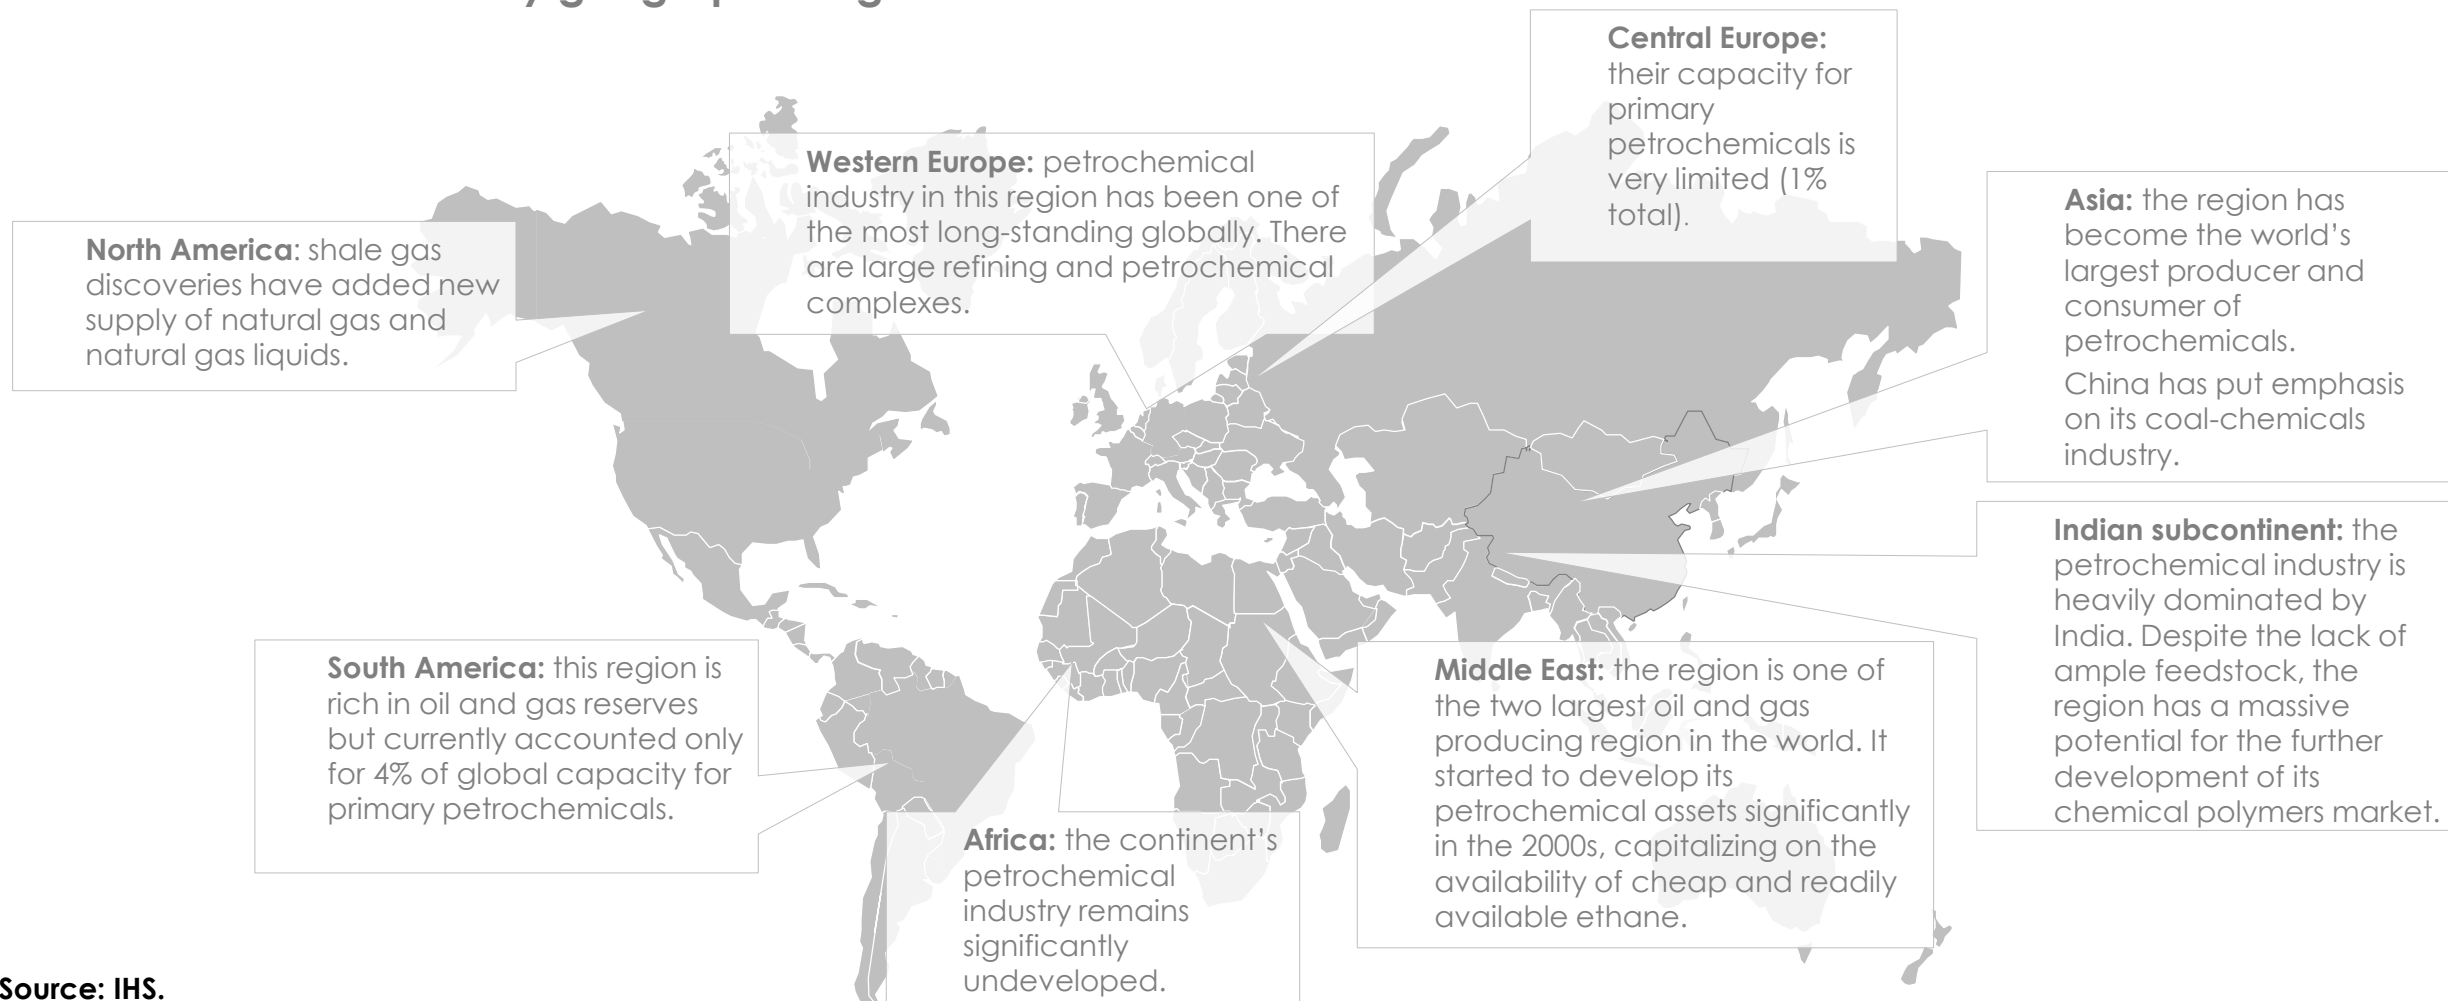 Central Europe:
their capacity for
primary
petrochemicals is
very limited (1%
total).
Western Europe: petrochemical
industry in this region has been one of
the most long-standing globally. There
are large refining and petrochemical
complexes.
Asia: the region has
become the world's
largest producer and
consumer of
petrochemicals.
China has put emphasis
on its coal-chemicals
industry.
North America: shale gas
discoveries have added new
supply of natural gas and
natural gas liquids.
Indian subcontinent: the
petrochemical industry is
heavily dominated by
India. Despite the lack of
ample feedstock, the
region has a massive
potential for the further
development of its
chemical polymers market.
South America: this region is
rich in oil and gas reserves
but currently accounted only
for 4% of global capacity for
primary petrochemicals.
Middle East: the region is one of
the two largest oil and gas
producing region in the world. It
started to develop its
petrochemical assets significantly
in the 2000s, capitalizing on the
availability of cheap and readily
available ethane.
Africa: the continent's
petrochemical
industry remains
significantly
undeveloped.
Source: IHS.